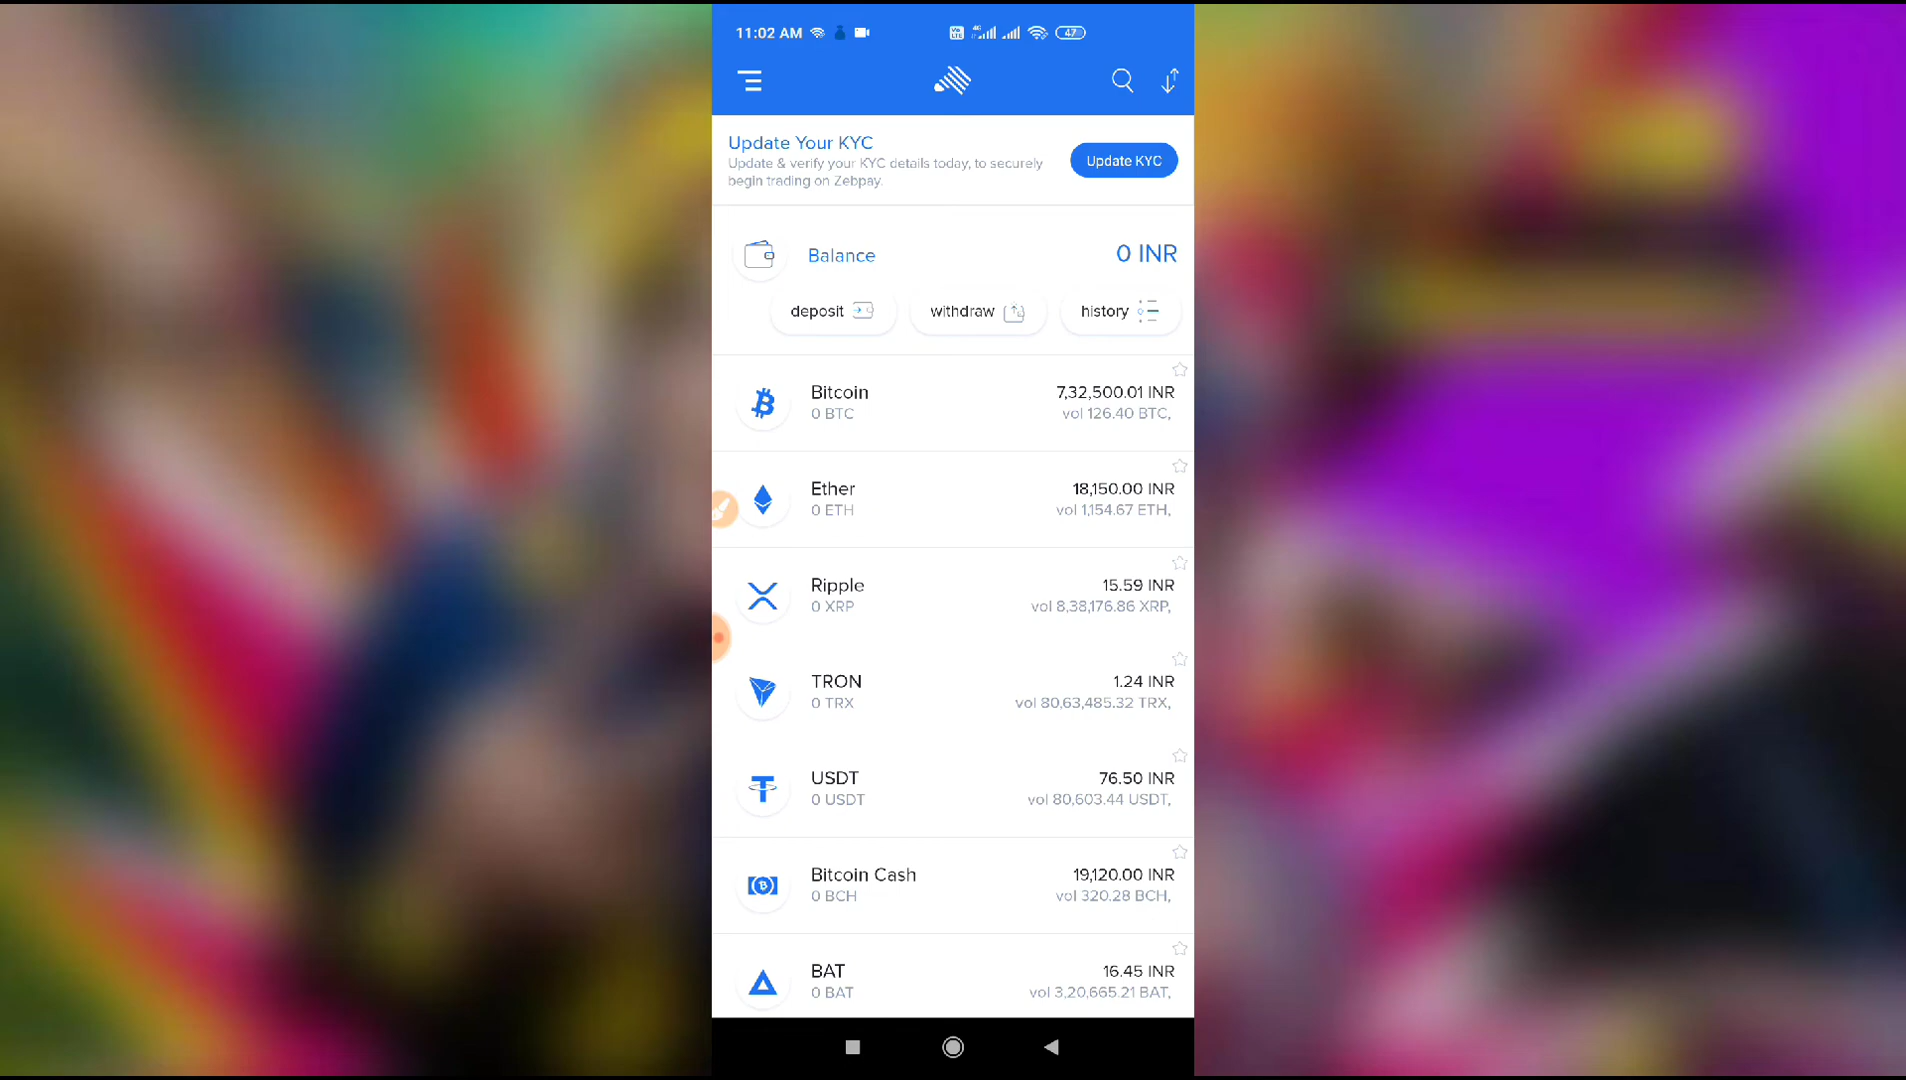 11:02 AM Vo LTE 4G 47
Update Your KYC
Update & verify your KYC details today, to securely
begin trading on Zebpay.
Update KYC
Balance 0 INR
deposit withdraw history
Bitcoin 7,32,500.01 INR
0 BTC vol 126.40 BTC,
Ether 18,150.00 INR
0 ETH vol 1,154.67 ETH,
Ripple 15.59 INR
0 XRP vol 8,38,176.86 XRP,
TRON 1.24 INR
0 TRX vol 80,63,485.32 TRX,
USDT 76.50 INR
0 USDT vol 80,603.44 USDT,
Bitcoin Cash 19,120.00 INR
0 BCH vol 320.28 BCH,
BAT 16.45 INR
0 BAT vol 3,20,665.21 BAT,